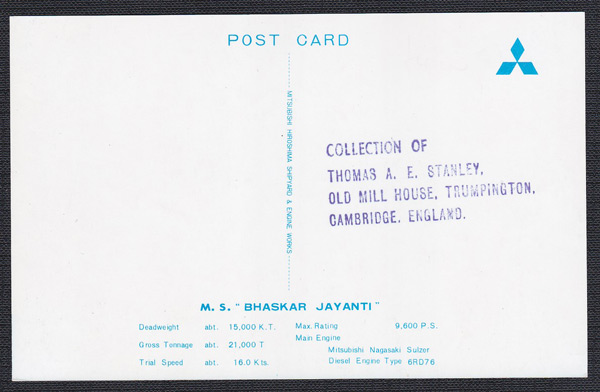 POST CARD
MITSUBISHI HIROSHIMA SHIPYARD & ENGINE WORKS
COLLECTION OF
THOMAS A. E. STANLEY,
OLD MILL HOUSE, TRUMPINGTON,
CAMBRIDGE, ENGLAND.
M. S. "BHASKAR JAYANTI"
Deadweight abt. 15,000 K.T.
Gross Tonnage abt. 21,000 T
Trial Speed abt. 16.0 Kts.
Max. Rating 9,600 P.S.
Main Engine
Mitsubishi Nagasaki Sulzer
Diesel Engine Type 6RD76